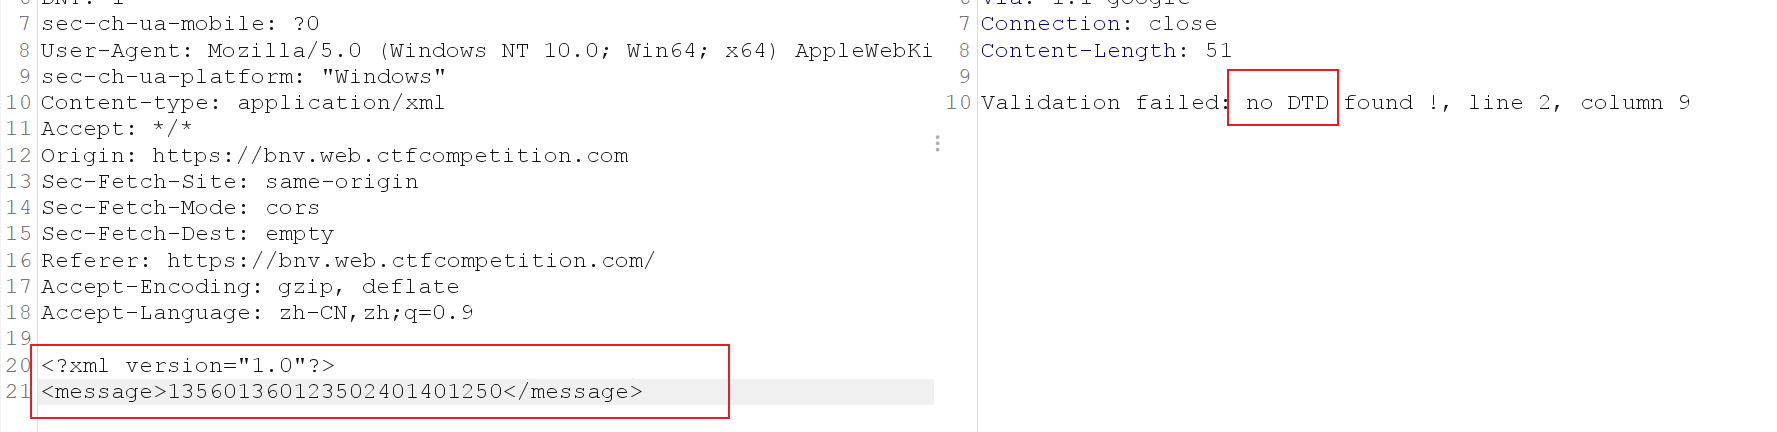 7 sec-ch-ua-mobile: ?0
8 User-Agent: Mozilla/5.0 (Windows NT 10.0; Win64; x64) AppleWebKi
9 sec-ch-ua-platform: "Windows"
10 Content-type: application/xml
11 Accept: */*
12 Origin: https://bnv.web.ctfcompetition.com
13 Sec-Fetch-Site: same-origin
14 Sec-Fetch-Mode: cors
15 Sec-Fetch-Dest: empty
16 Referer: https://bnv.web.ctfcompetition.com/
17 Accept-Encoding: gzip, deflate
18 Accept-Language: zh-CN,zh;q=0.9
19
20 <?xml version="1.0"?>
21 <message>135601360123502401401250</message>
7 Connection: close
8 Content-Length: 51
9
10 Validation failed: no DTD found !, line 2, column 9